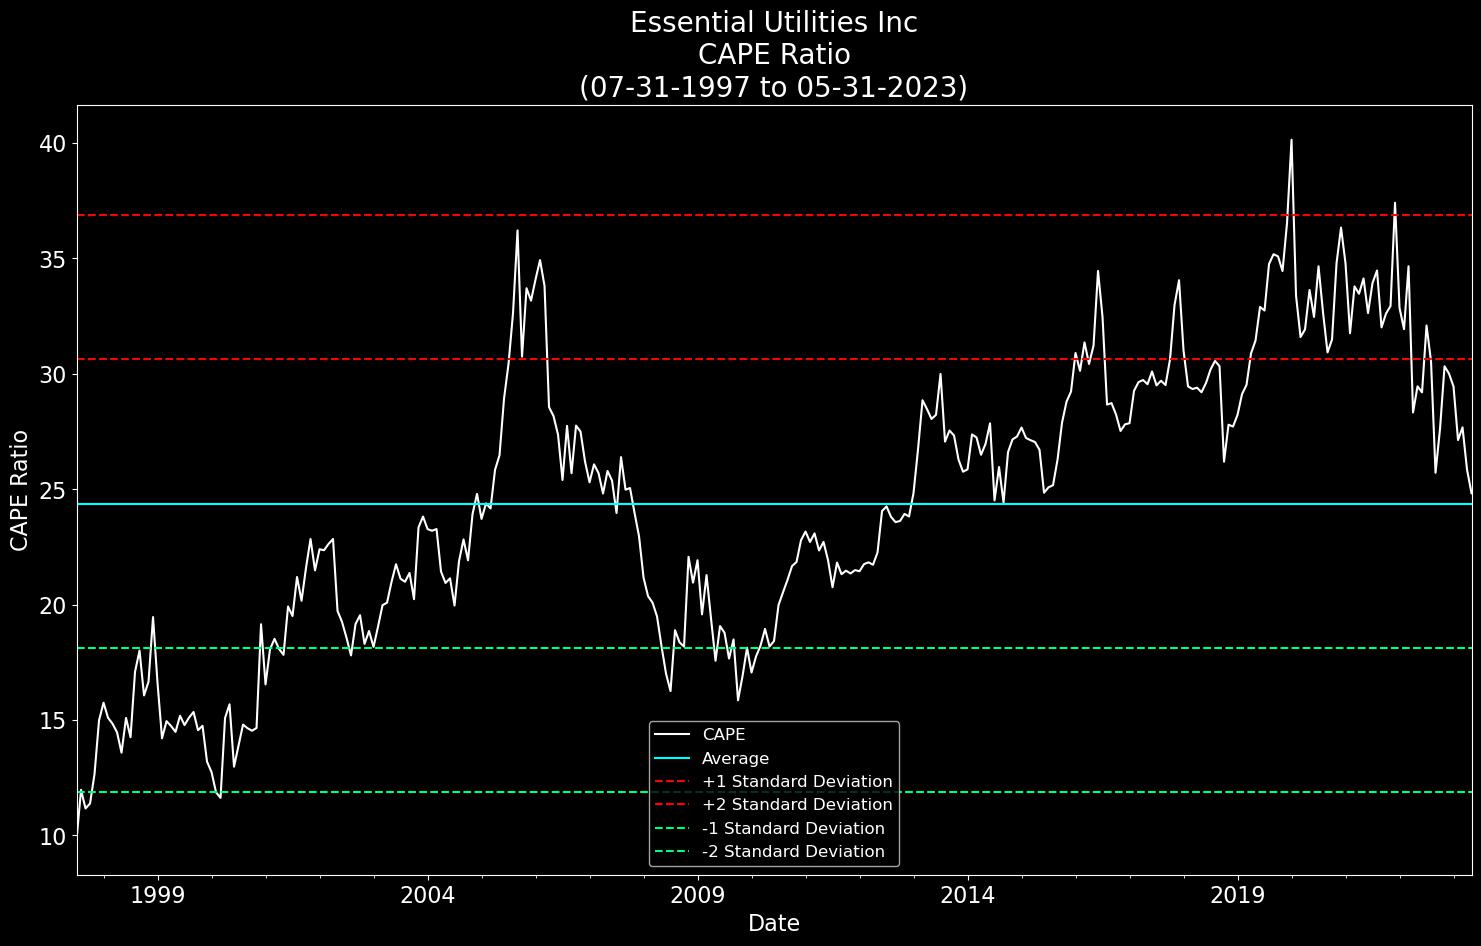 Essential Utilities Inc
CAPE Ratio
(07-31-1997 to 05-31-2023)
CAPE Ratio
40
35
30
25
20
15
10
CAPE
Average
+1 Standard Deviation
+2 Standard Deviation
-1 Standard Deviation
-2 Standard Deviation
1999
2004
2009
2014
2019
Date